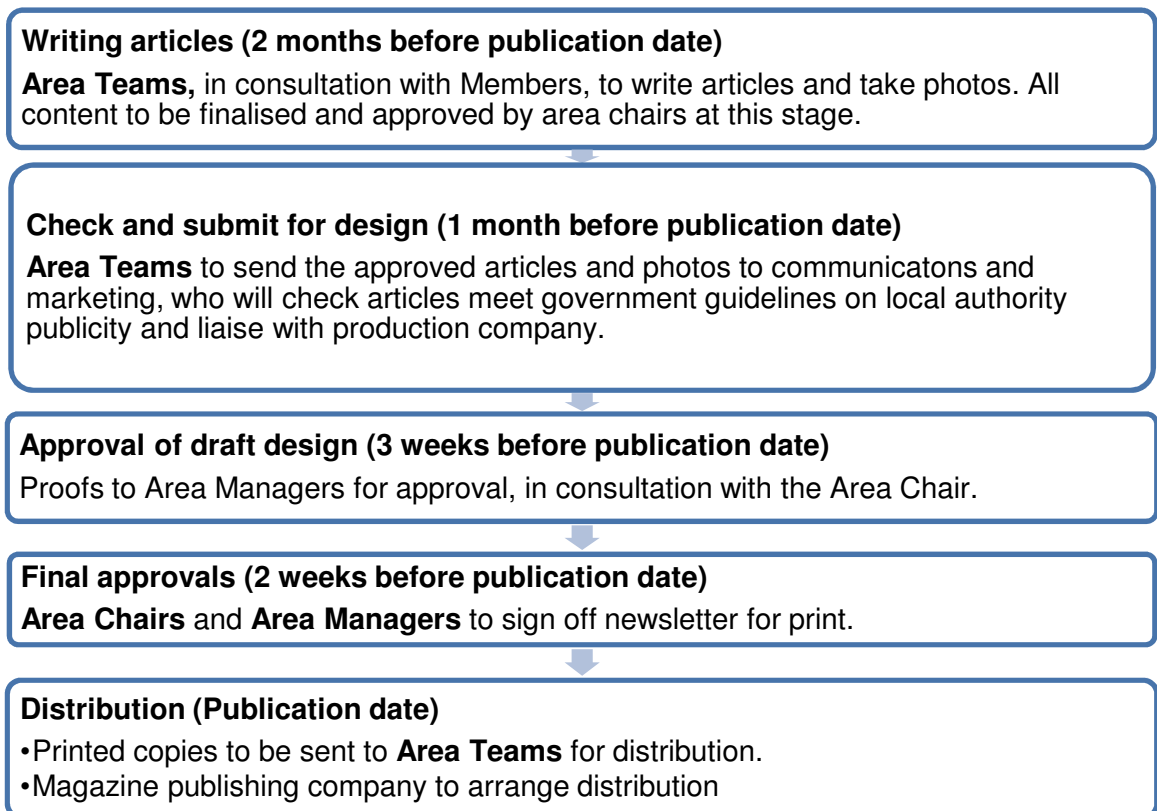 Writing articles (2 months before publication date)
Area Teams, in consultation with Members, to write articles and take photos. All
content to be finalised and approved by area chairs at this stage.
Check and submit for design (1 month before publication date)
Area Teams to send the approved articles and photos to communicatons and
marketing, who will check articles meet government guidelines on local authority
publicity and liaise with production company.
Approval of draft design (3 weeks before publication date)
Proofs to Area Managers for approval, in consultation with the Area Chair.
Final approvals (2 weeks before publication date)
Area Chairs and Area Managers to sign off newsletter for print.
Distribution (Publication date)
•Printed copies to be sent to Area Teams for distribution.
•Magazine publishing company to arrange distribution